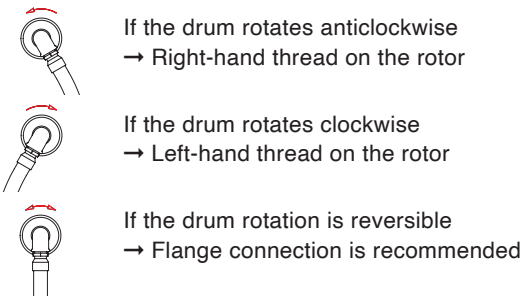 If the drum rotates anticlockwise
→ Right-hand thread on the rotor
If the drum rotates clockwise
→ Left-hand thread on the rotor
If the drum rotation is reversible
→ Flange connection is recommended